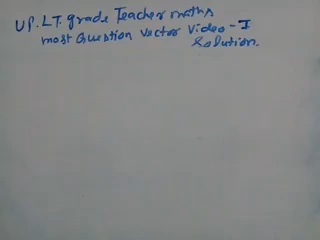 UP. LT. grade Teacher maths
most Question Vector Video - I
Solution.